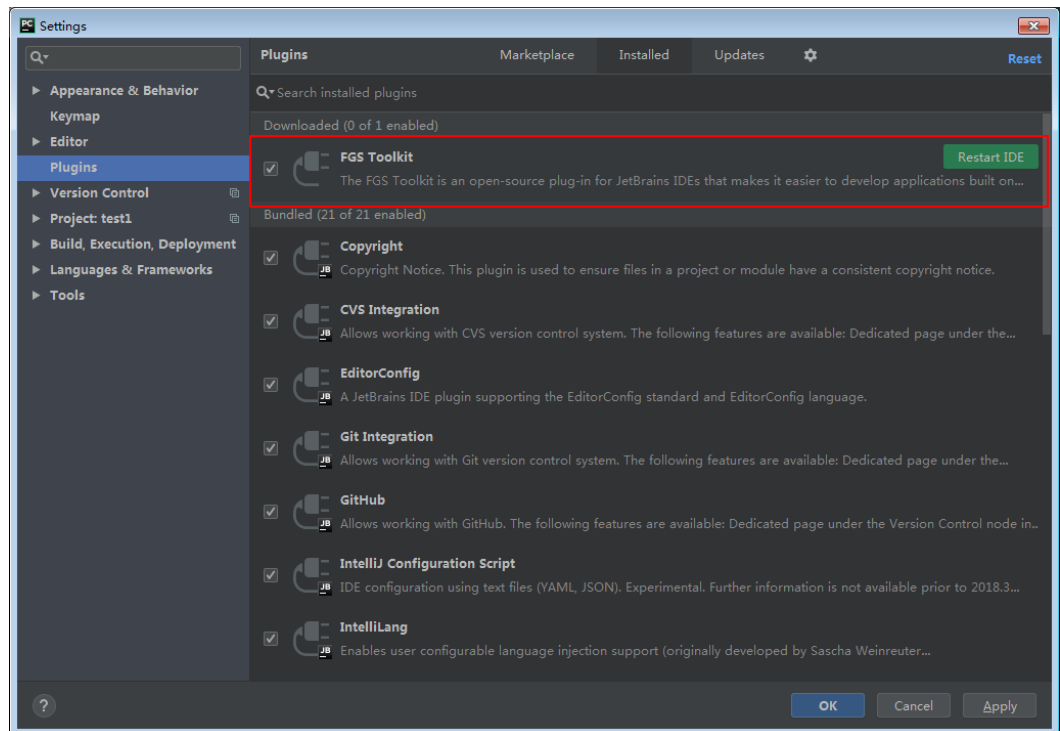 PC Settings
Plugins
Marketplace
Installed
Updates
Reset
Appearance & Behavior
Keymap
Editor
Plugins
Version Control
Project: test1
Build, Execution, Deployment
Languages & Frameworks
Tools
Search installed plugins
Downloaded (0 of 1 enabled)
FGS Toolkit
Restart IDE
The FGS Toolkit is an open-source plug-in for JetBrains IDEs that makes it easier to develop applications built on...
Bundled (21 of 21 enabled)
Copyright
JB
Copyright Notice. This plugin is used to ensure files in a project or module have a consistent copyright notice.
CVS Integration
JB
Allows working with CVS version control system. The following features are available: Dedicated page under the...
EditorConfig
JB
A JetBrains IDE plugin supporting the EditorConfig standard and EditorConfig language.
Git Integration
JB
Allows working with Git version control system. The following features are available: Dedicated page under the...
GitHub
JB
Allows working with GitHub. The following features are available: Dedicated page under the Version Control node in..
IntelliJ Configuration Script
JB
IDE configuration using text files (YAML, JSON). Experimental. Further information is not available prior to 2018.3...
IntelliLang
JB
Enables user configurable language injection support (originally developed by Sascha Weinreuter...
?
OK
Cancel
Apply